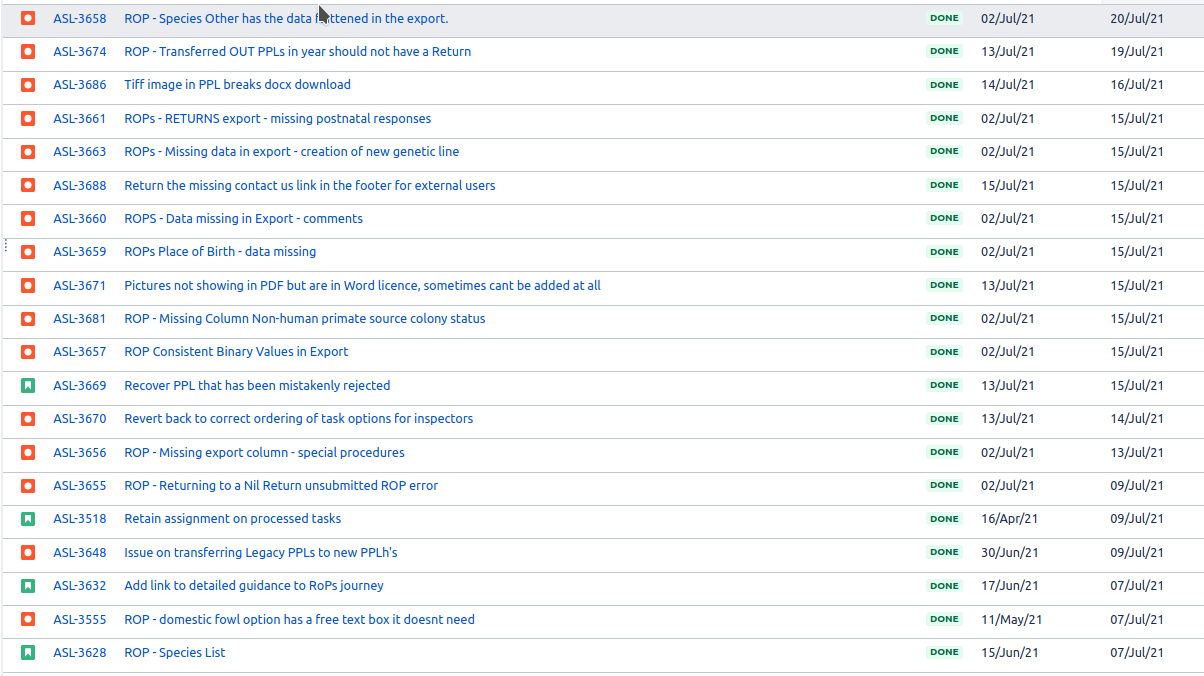 ASL-3658 ROP - Species Other has the data in the export. DONE 02/Jul/21 20/Jul/21
ASL-3674 ROP - Transferred OUT PPLs in year should not have a Return DONE 13/Jul/21 19/Jul/21
ASL-3686 Tiff image in PPL breaks docx download DONE 14/Jul/21 16/Jul/21
ASL-3661 ROPs - RETURNS export - missing postnatal responses DONE 02/Jul/21 15/Jul/21
ASL-3663 ROPs - Missing data in export - creation of new genetic line DONE 02/Jul/21 15/Jul/21
ASL-3688 Return the missing contact us link in the footer for external users DONE 15/Jul/21 15/Jul/21
ASL-3660 ROPS - Data missing in Export - comments DONE 02/Jul/21 15/Jul/21
ASL-3659 ROPs Place of Birth - data missing DONE 02/Jul/21 15/Jul/21
ASL-3671 Pictures not showing in PDF but are in Word licence, sometimes cant be added at all DONE 13/Jul/21 15/Jul/21
ASL-3681 ROP - Missing Column Non-human primate source colony status DONE 02/Jul/21 15/Jul/21
ASL-3657 ROP Consistent Binary Values in Export DONE 02/Jul/21 15/Jul/21
ASL-3669 Recover PPL that has been mistakenly rejected DONE 13/Jul/21 15/Jul/21
ASL-3670 Revert back to correct ordering of task options for inspectors DONE 13/Jul/21 14/Jul/21
ASL-3656 ROP - Missing export column - special procedures DONE 02/Jul/21 13/Jul/21
ASL-3655 ROP - Returning to a Nil Return unsubmitted ROP error DONE 02/Jul/21 09/Jul/21
ASL-3518 Retain assignment on processed tasks DONE 16/Apr/21 09/Jul/21
ASL-3648 Issue on transferring Legacy PPLs to new PPLh's DONE 30/Jun/21 09/Jul/21
ASL-3632 Add link to detailed guidance to RoPs journey DONE 17/Jun/21 07/Jul/21
ASL-3555 ROP - domestic fowl option has a free text box it doesnt need DONE 11/May/21 07/Jul/21
ASL-3628 ROP - Species List DONE 15/Jun/21 07/Jul/21